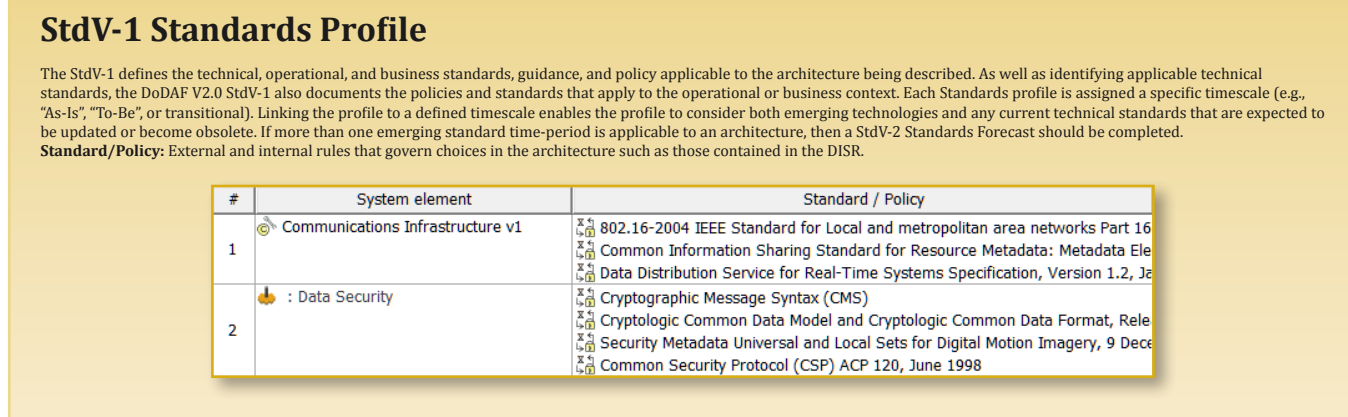 StdV-1 Standards Profile
The StdV-1 defines the technical, operational, and business standards, guidance, and policy applicable to the architecture being described. As well as identifying applicable technical
standards, the DoDAF V2.0 StdV-1 also documents the policies and standards that apply to the operational or business context. Each Standards profile is assigned a specific timescale (e.g.,
“As-Is”, “To-Be”, or transitional). Linking the profile to a defined timescale enables the profile to consider both emerging technologies and any current technical standards that are expected to
be updated or become obsolete. If more than one emerging standard time-period is applicable to an architecture, then a StdV-2 Standards Forecast should be completed.
Standard/Policy: External and internal rules that govern choices in the architecture such as those contained in the DISR.
# System element Standard / Policy
1 Communications Infrastructure v1 802.16-2004 IEEE Standard for Local and metropolitan area networks Part 16
Common Information Sharing Standard for Resource Metadata: Metadata Ele
Data Distribution Service for Real-Time Systems Specification, Version 1.2, Ja
2 : Data Security Cryptographic Message Syntax (CMS)
Cryptologic Common Data Model and Cryptologic Common Data Format, Rele
Security Metadata Universal and Local Sets for Digital Motion Imagery, 9 Dece
Common Security Protocol (CSP) ACP 120, June 1998